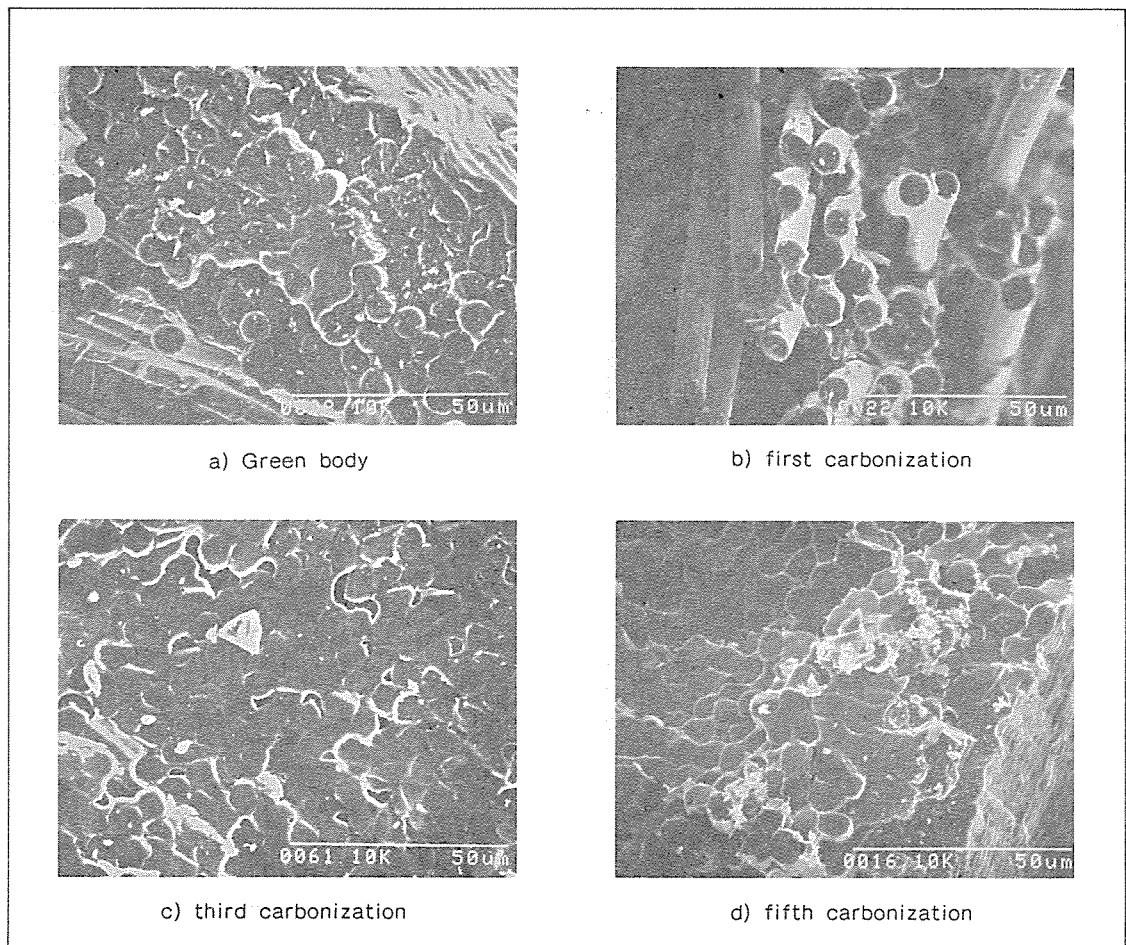 10K 50um
0022 10K 50um
a) Green body
b) first carbonization
0061 10K 50um
0016 10K 50um
c) third carbonization
d) fifth carbonization